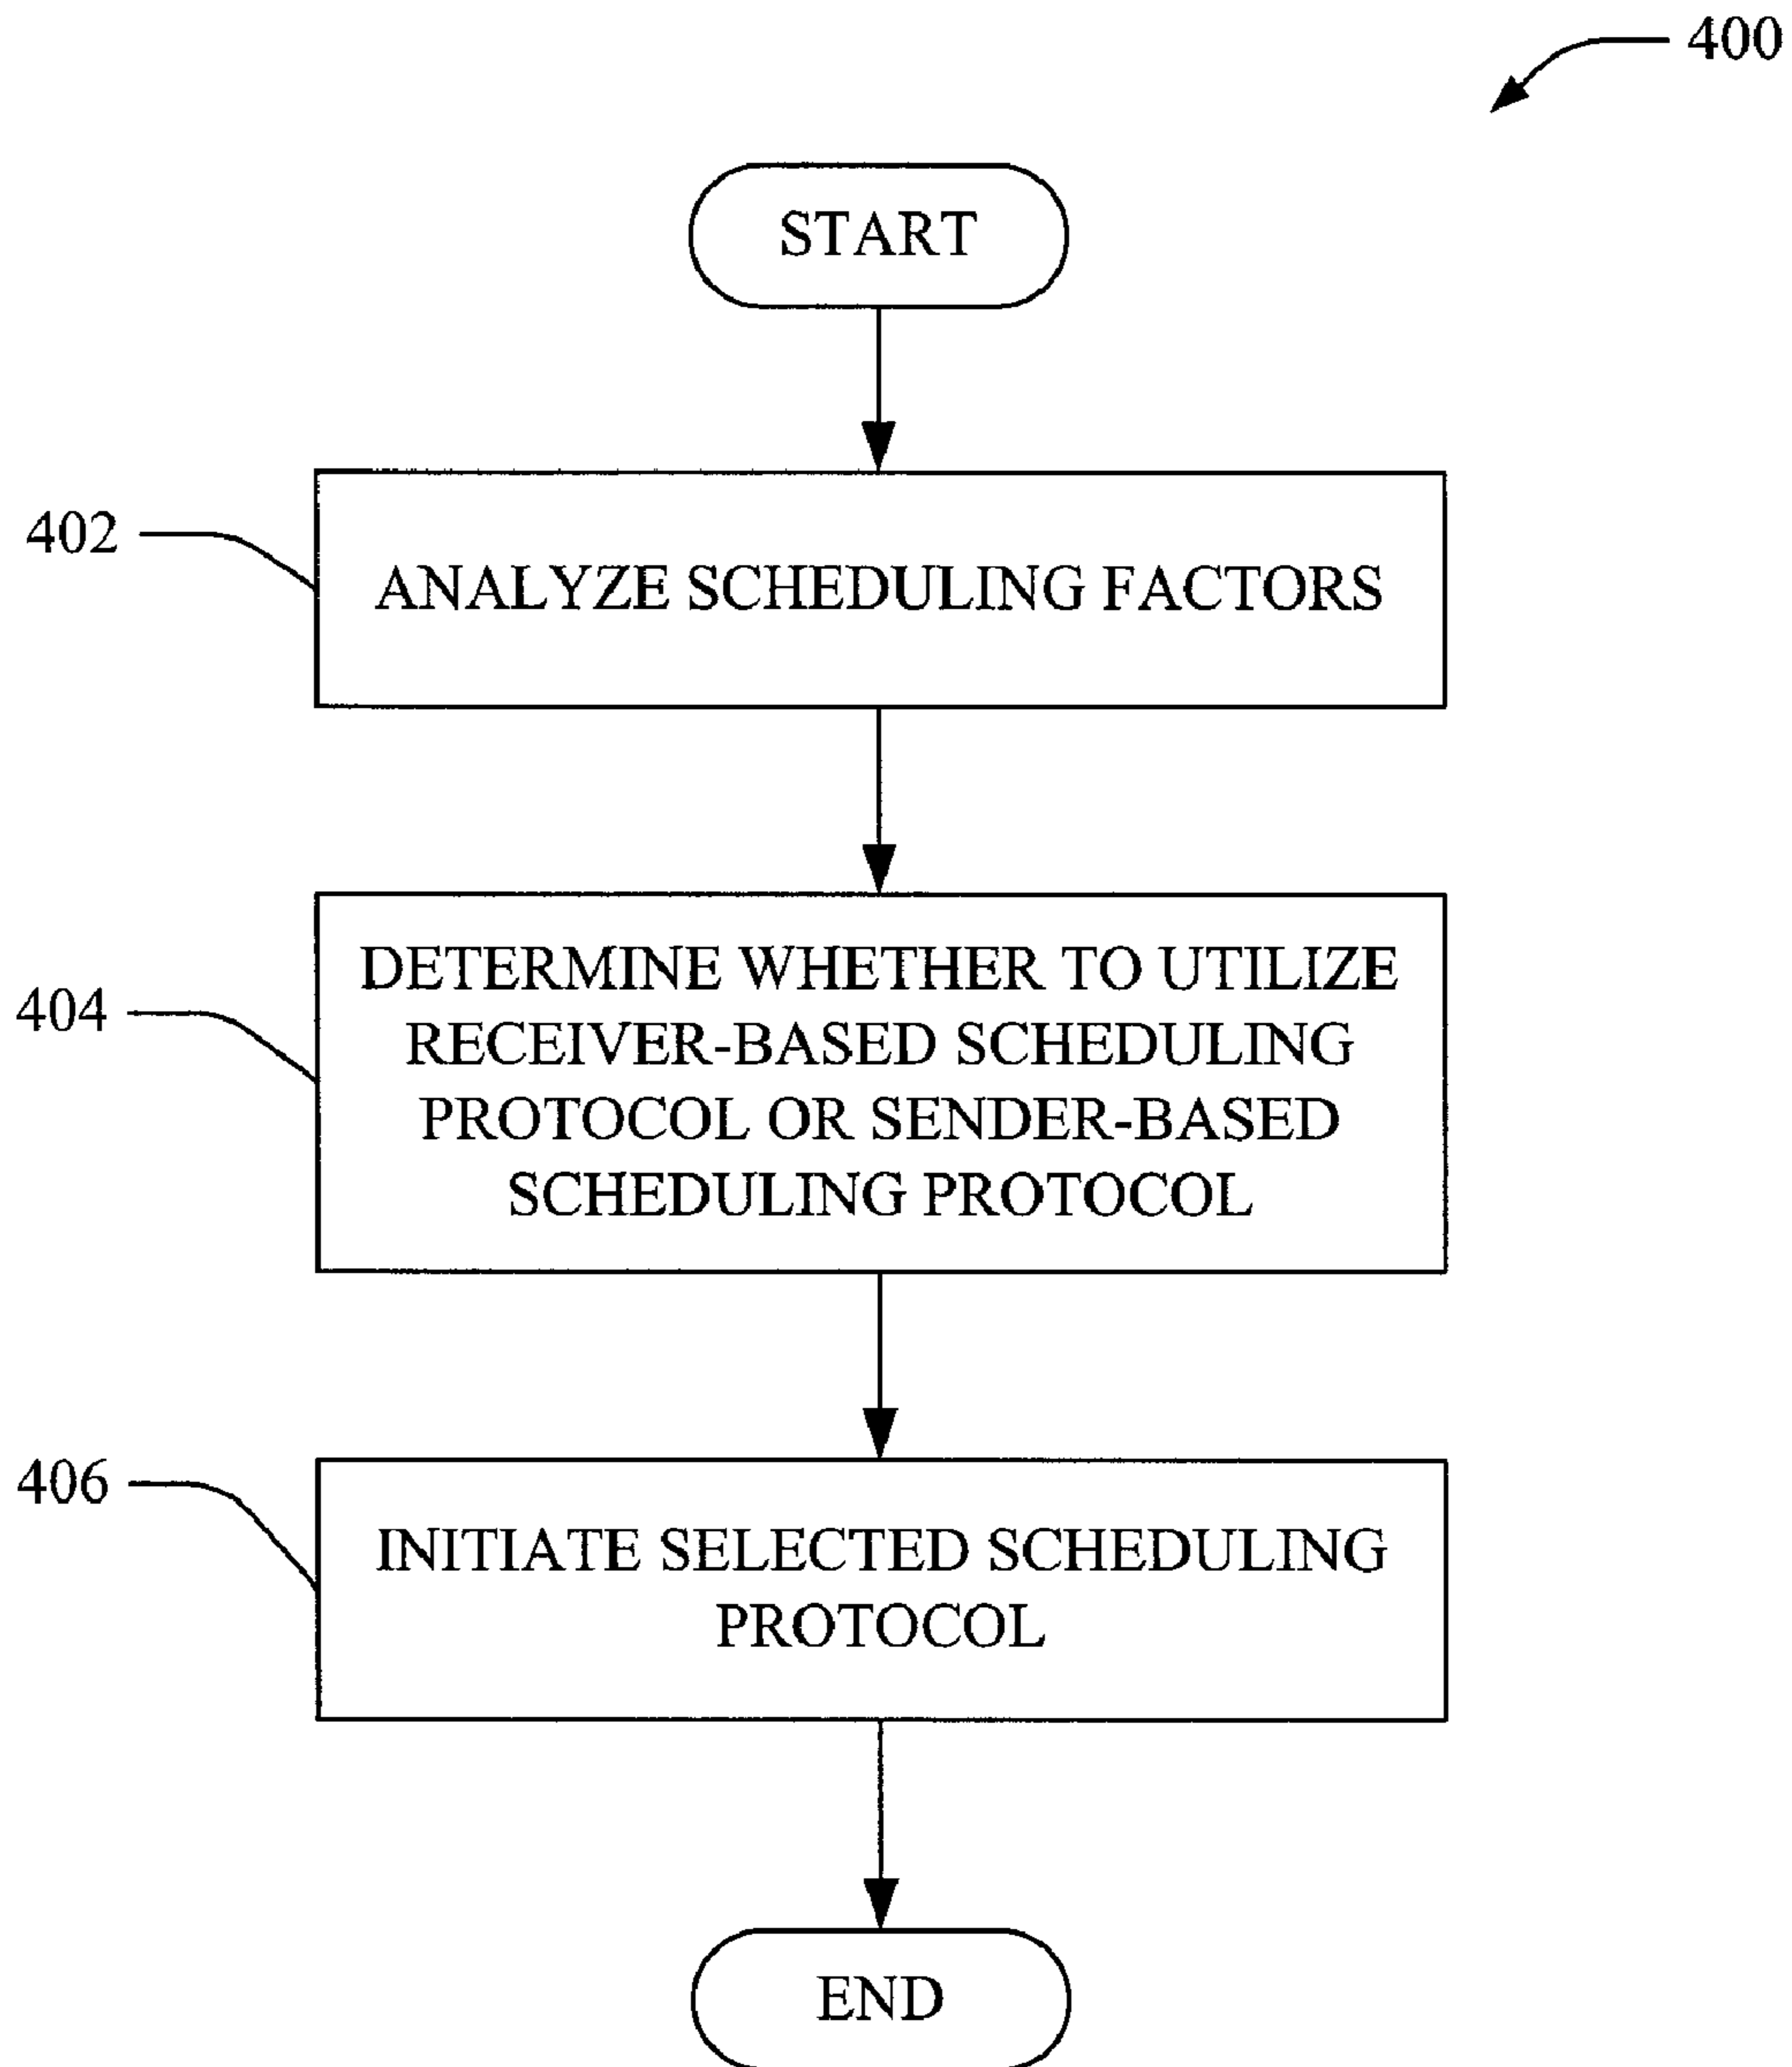 400
START
402
ANALYZE SCHEDULING FACTORS
404
DETERMINE WHETHER TO UTILIZE
RECEIVER-BASED SCHEDULING
PROTOCOL OR SENDER-BASED
SCHEDULING PROTOCOL
406
INITIATE SELECTED SCHEDULING
PROTOCOL
END